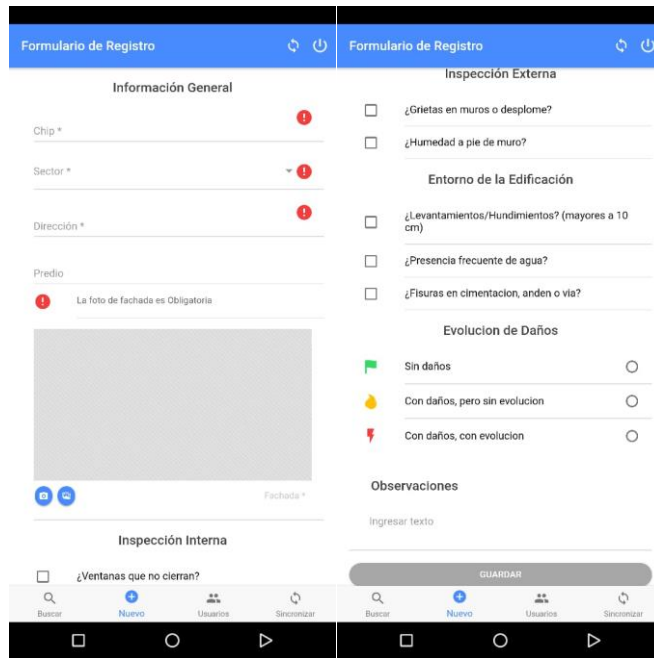 Formulario de Registro
Información General
Chip *
Sector *
Dirección *
Predio
La foto de fachada es Obligatoria
Fachada *
Inspección Interna
¿Ventanas que no cierran?
Buscar
Nuevo
Usuarios
Sincronizar
Formulario de Registro
Inspección Externa
¿Grietas en muros o desplome?
¿Humedad a pie de muro?
Entorno de la Edificación
¿Levantamientos/Hundimientos? (mayores a 10
cm)
¿Presencia frecuente de agua?
¿Fisuras en cimentacion, anden o via?
Evolucion de Daños
Sin daños
Con daños, pero sin evolucion
Con daños, con evolucion
Observaciones
Ingresar texto
GUARDAR
Buscar
Nuevo
Usuarios
Sincronizar